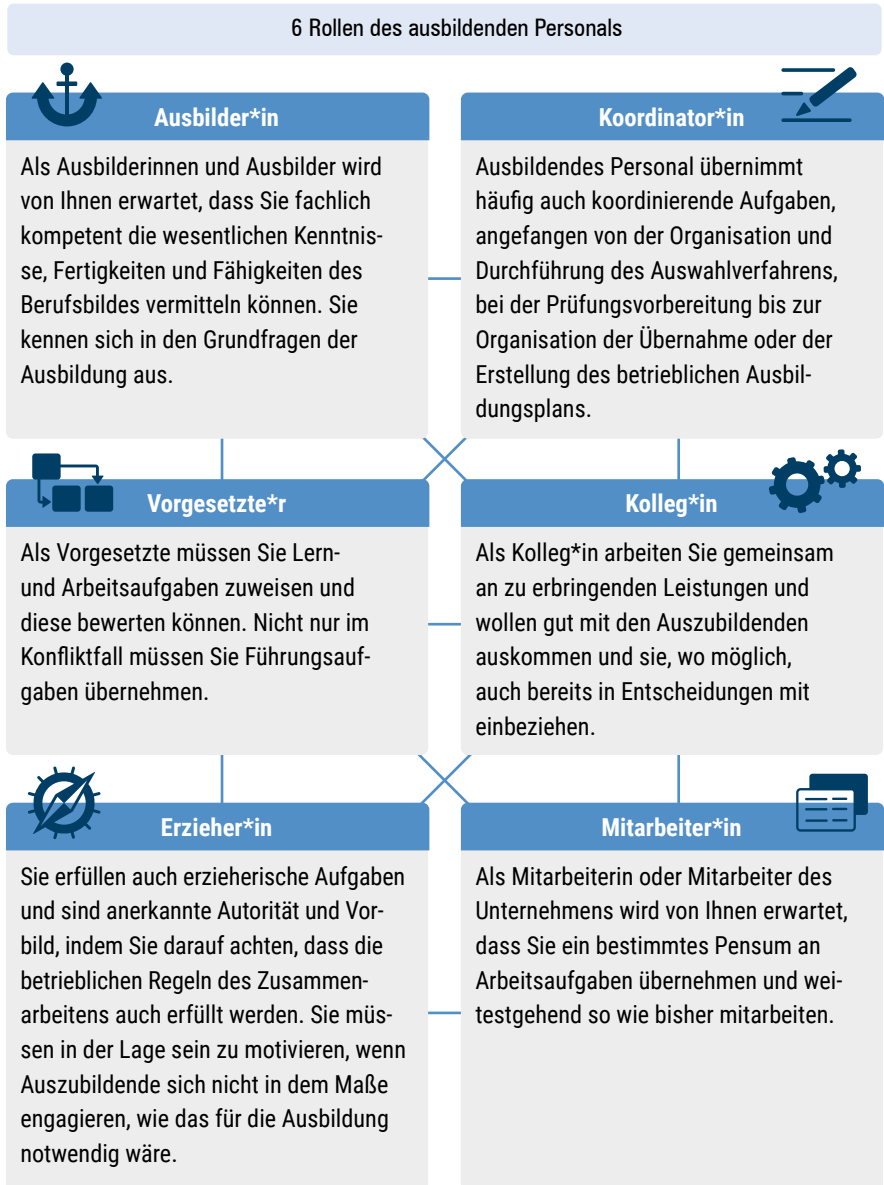 6 Rollen des ausbildenden Personals
Ausbilder*in
Als Ausbilderinnen und Ausbilder wird
von Ihnen erwartet, dass Sie fachlich
kompetent die wesentlichen Kenntnis-
se, Fertigkeiten und Fähigkeiten des
Berufsbildes vermitteln können. Sie
kennen sich in den Grundfragen der
Ausbildung aus.
Koordinator*in
Ausbildendes Personal übernimmt
häufig auch koordinierende Aufgaben,
angefangen von der Organisation und
Durchführung des Auswahlverfahrens,
bei der Prüfungsvorbereitung bis zur
Organisation der Übernahme oder der
Erstellung des betrieblichen Ausbil-
dungsplans.
Vorgesetzte*r
Als Vorgesetzte müssen Sie Lern-
und Arbeitsaufgaben zuweisen und
diese bewerten können. Nicht nur im
Konfliktfall müssen Sie Führungsauf-
gaben übernehmen.
Kolleg*in
Als Kolleg*in arbeiten Sie gemeinsam
an zu erbringenden Leistungen und
wollen gut mit den Auszubildenden
auskommen und sie, wo möglich,
auch bereits in Entscheidungen mit
einbeziehen.
Erzieher*in
Sie erfüllen auch erzieherische Aufgaben
und sind anerkannte Autorität und Vor-
bild, indem Sie darauf achten, dass die
betrieblichen Regeln des Zusammen-
arbeitens auch erfüllt werden. Sie müs-
sen in der Lage sein zu motivieren, wenn
Auszubildende sich nicht in dem Maße
engagieren, wie das für die Ausbildung
notwendig wäre.
Mitarbeiter*in
Als Mitarbeiterin oder Mitarbeiter des
Unternehmens wird von Ihnen erwartet,
dass Sie ein bestimmtes Pensum an
Arbeitsaufgaben übernehmen und wei-
testgehend so wie bisher mitarbeiten.